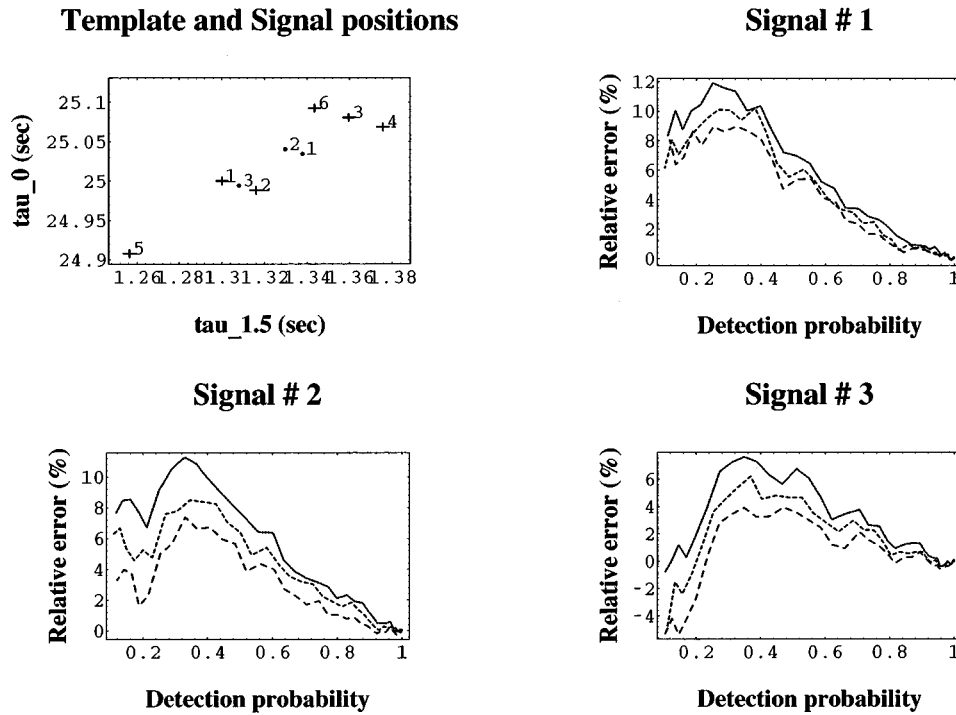 Template and Signal positions
25.1
25.05
25
24.95
24.9
tau_0 (sec)
6
3
4
2
1
1
3
2
5
1.26 1.28 1.31 1.32 1.34 1.36 1.38
tau_1.5 (sec)
Signal # 1
Relative error (%)
12
10
8
6
4
2
0
0.2 0.4 0.6 0.8 1
Detection probability
Signal # 2
Relative error (%)
10
8
6
4
2
0
0.2 0.4 0.6 0.8 1
Detection probability
Signal # 3
Relative error (%)
6
4
2
0
-2
-4
0.2 0.4 0.6 0.8 1
Detection probability